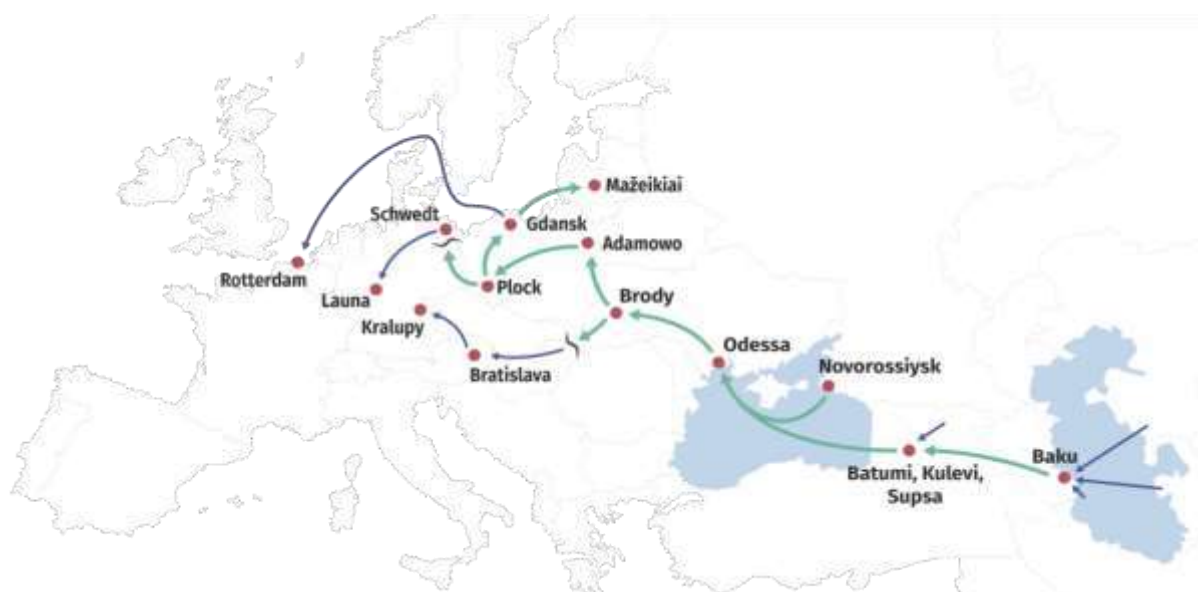 Mažeikiai
Schwedt
Gdansk
Adamowo
Rotterdam
Launa
Plock
Brody
Kralupy
Odessa
Bratislava
Novorossiysk
Baku
Batumi, Kulevi,
Supsa